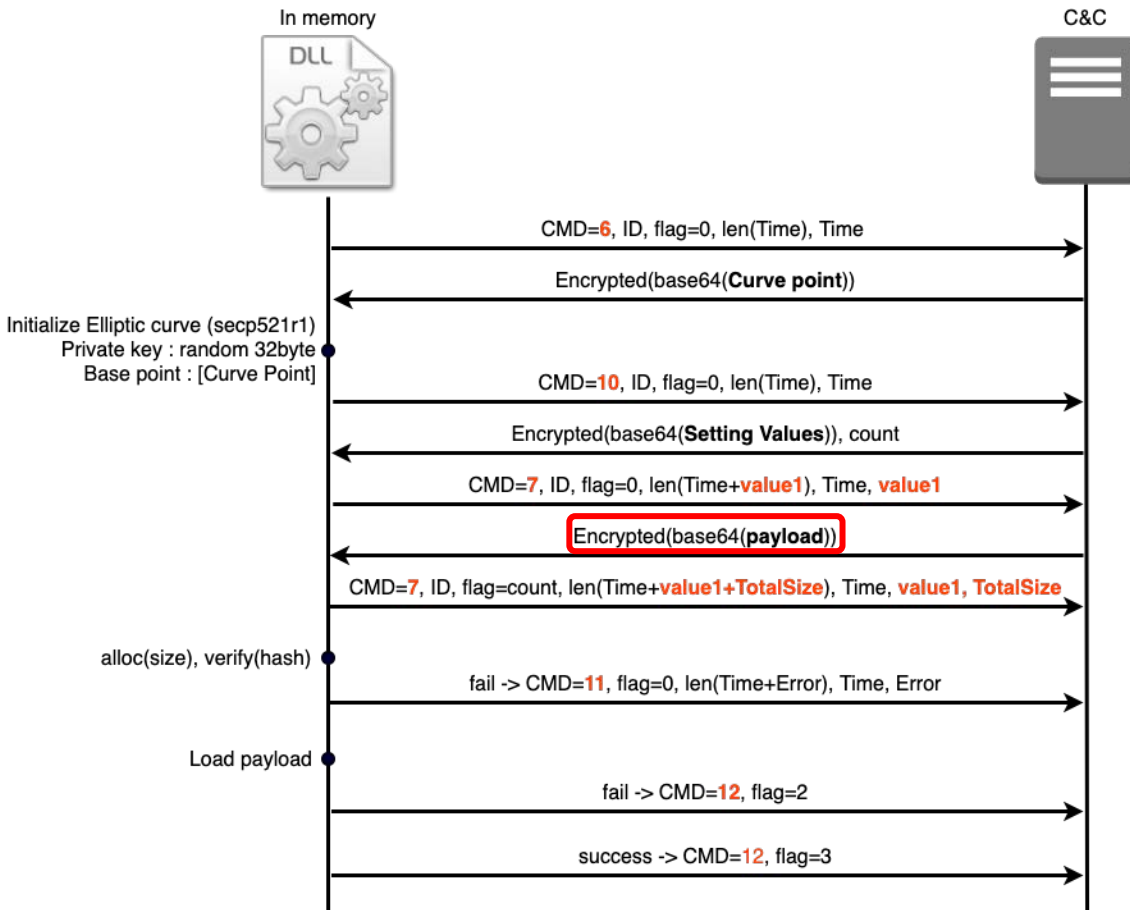 In memory
C&C
DLL
CMD=6, ID, flag=0, len(Time), Time
Encrypted(base64(Curve point))
Initialize Elliptic curve (secp521r1)
Private key : random 32byte
Base point : [Curve Point]
CMD=10, ID, flag=0, len(Time), Time
Encrypted(base64(Setting Values)), count
CMD=7, ID, flag=0, len(Time+value1), Time, value1
Encrypted(base64(payload))
CMD=7, ID, flag=count, len(Time+value1+TotalSize), Time, value1, TotalSize
alloc(size), verify(hash)
fail -> CMD=11, flag=0, len(Time+Error), Time, Error
Load payload
fail -> CMD=12, flag=2
success -> CMD=12, flag=3